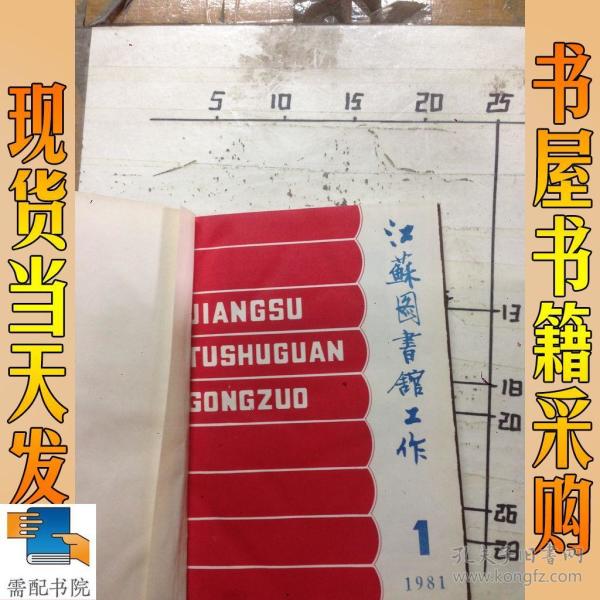 现货当天发
书屋书籍采购
5 10 15 20 25
13
18
20
26
28
江蘇圖書館工作
JIANGSU
TUSHUGUAN
GONGZUO
1
1981
需配书院
孔夫子旧书网
www.kongfz.com